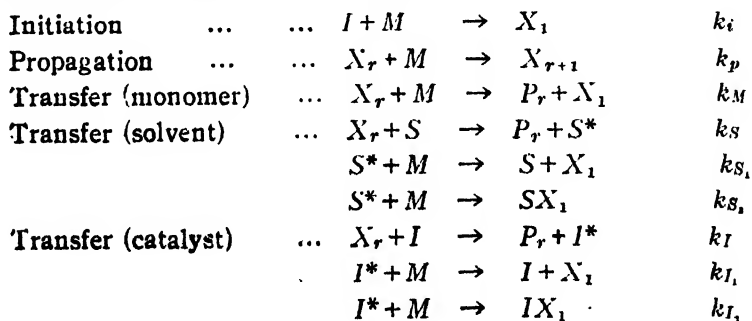 Initiation ... ... I + M → X₁ kᵢ
Propagation ... ... Xᵣ + M → Xᵣ₊₁ kₚ
Transfer (monomer) ... Xᵣ + M → Pᵣ + X₁ k_M
Transfer (solvent) ... Xᵣ + S → Pᵣ + S* k_S
S* + M → S + X₁ k_S₁
S* + M → SX₁ k_S₂
Transfer (catalyst) ... Xᵣ + I → Pᵣ + I* k_I
I* + M → I + X₁ k_I₁
I* + M → IX₁ k_I₂